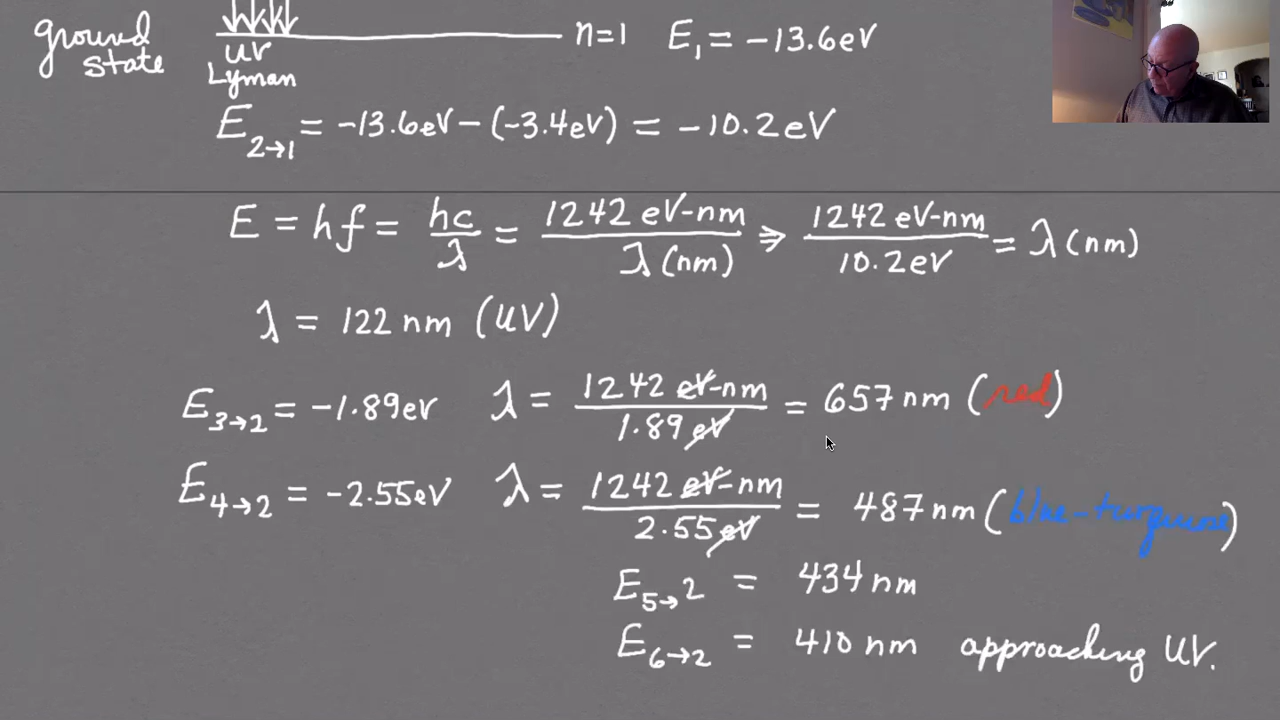 ground state
n=1 E₁ = -13.6eV
UV
Lyman
E₂→₁ = -13.6eV - (-3.4eV) = -10.2eV
E = hf = hc/λ = 1242 eV-nm / λ(nm) ⇒ 1242 eV-nm / 10.2eV = λ(nm)
λ = 122 nm (UV)
E₃→₂ = -1.89eV λ = 1242 eV-nm / 1.89 eV = 657 nm (red)
E₄→₂ = -2.55eV λ = 1242 eV-nm / 2.55 eV = 487 nm (blue-turquoise)
E₅→2 = 434 nm
E₆→₂ = 410 nm approaching UV.